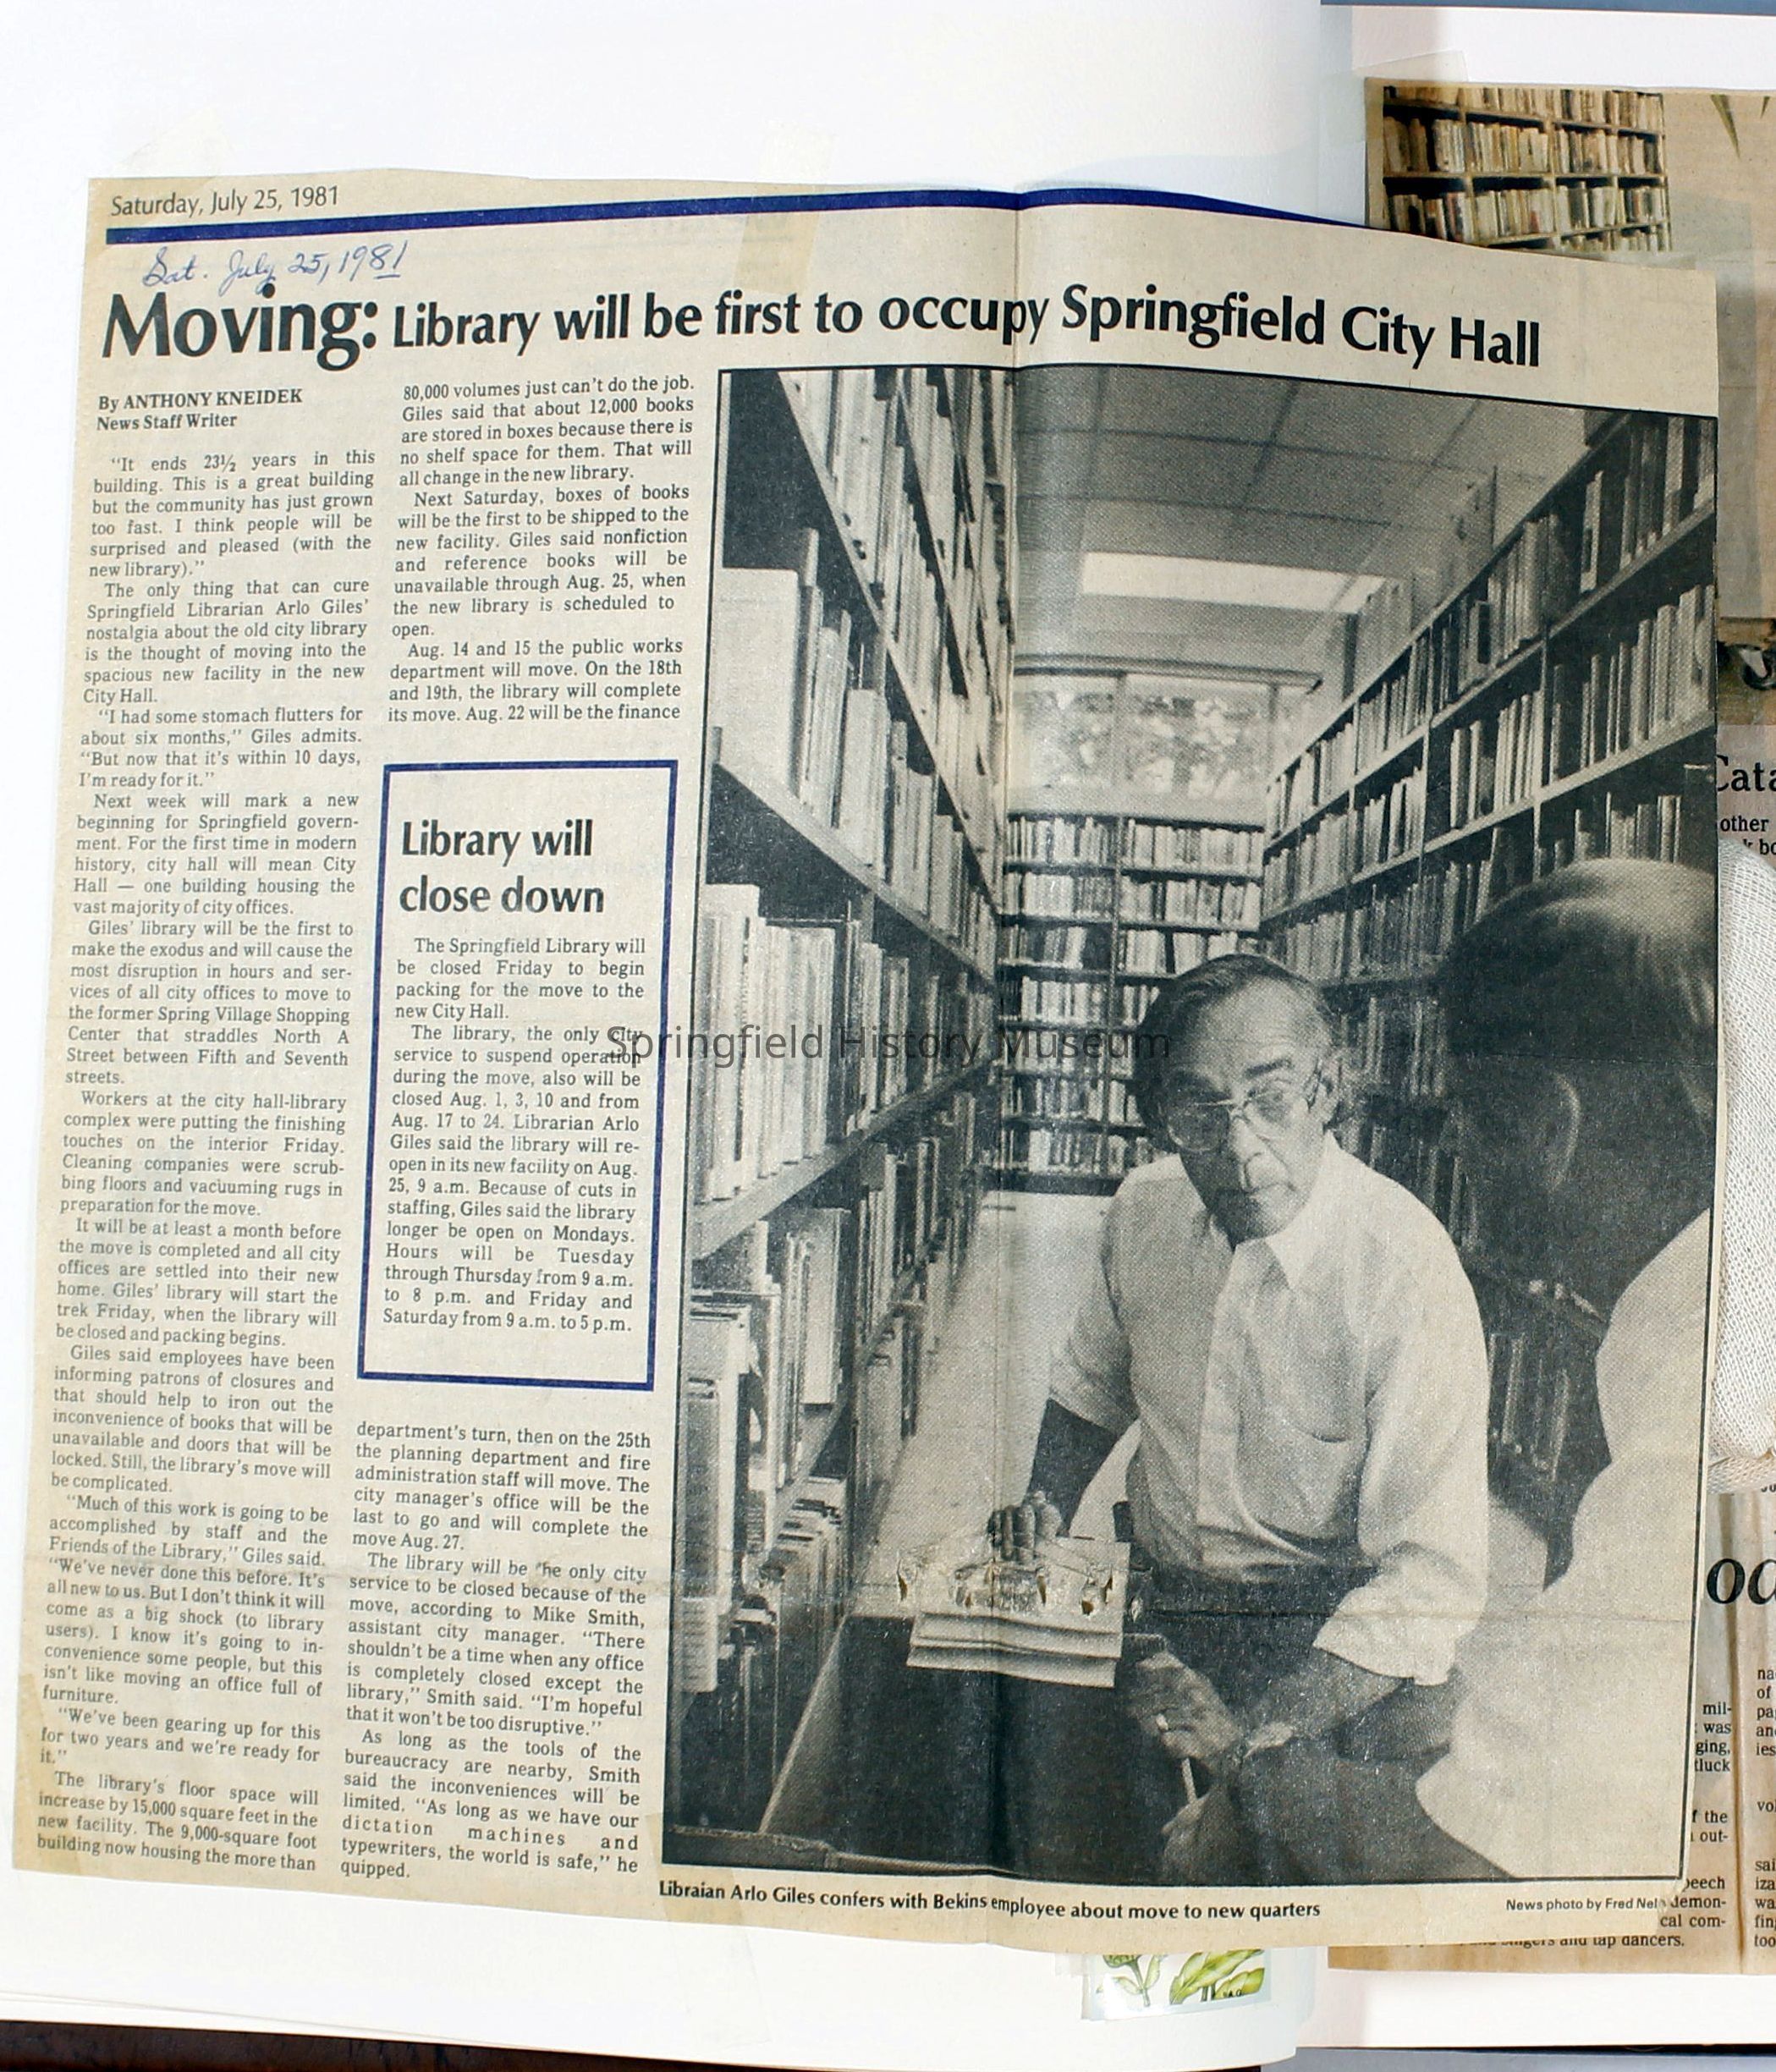 Saturday, July 25, 1981
Sat. July 25, 1981
Moving: Library will be first to occupy Springfield City Hall
By ANTHONY KNEIDEK
News Staff Writer
"It ends 23½ years in this
building. This is a great building
but the community has just grown
too fast. I think people will be
surprised and pleased (with the
new library)."
The only thing that can cure
Springfield Librarian Arlo Giles'
nostalgia about the old city library
is the thought of moving into the
spacious new facility in the new
City Hall.
"I had some stomach flutters for
about six months," Giles admits.
"But now that it's within 10 days,
I'm ready for it."
Next week will mark a new
beginning for Springfield govern-
ment. For the first time in modern
history, city hall will mean City
Hall — one building housing the
vast majority of city offices.
Giles' library will be the first to
make the exodus and will cause the
most disruption in hours and ser-
vices of all city offices to move to
the former Spring Village Shopping
Center that straddles North A
Street between Fifth and Seventh
streets.
Workers at the city hall-library
complex were putting the finishing
touches on the interior Friday.
Cleaning companies were scrub-
bing floors and vacuuming rugs in
preparation for the move.
It will be at least a month before
the move is completed and all city
offices are settled into their new
home. Giles' library will start the
trek Friday, when the library will
be closed and packing begins.
Giles said employees have been
informing patrons of closures and
that should help to iron out the
inconvenience of books that will be
unavailable and doors that will be
locked. Still, the library's move will
be complicated.
"Much of this work is going to be
accomplished by staff and the
Friends of the Library," Giles said.
"We've never done this before. It's
all new to us. But I don't think it will
come as a big shock (to library
users). I know it's going to in-
convenience some people, but this
isn't like moving an office full of
furniture.
"We've been gearing up for this
for two years and we're ready for
it."
The library's floor space will
increase by 15,000 square feet in the
new facility. The 9,000-square foot
building now housing the more than
80,000 volumes just can't do the job.
Giles said that about 12,000 books
are stored in boxes because there is
no shelf space for them. That will
all change in the new library.
Next Saturday, boxes of books
will be the first to be shipped to the
new facility. Giles said nonfiction
and reference books will be
unavailable through Aug. 25, when
the new library is scheduled to
open.
Aug. 14 and 15 the public works
department will move. On the 18th
and 19th, the library will complete
its move. Aug. 22 will be the finance
Library will
close down
The Springfield Library will
be closed Friday to begin
packing for the move to the
new City Hall.
The library, the only city
service to suspend operation
during the move, also will be
closed Aug. 1, 3, 10 and from
Aug. 17 to 24. Librarian Arlo
Giles said the library will re-
open in its new facility on Aug.
25, 9 a.m. Because of cuts in
staffing, Giles said the library
longer be open on Mondays.
Hours will be Tuesday
through Thursday from 9 a.m.
to 8 p.m. and Friday and
Saturday from 9 a.m. to 5 p.m.
department's turn, then on the 25th
the planning department and fire
administration staff will move. The
city manager's office will be the
last to go and will complete the
move Aug. 27.
The library will be he only city
service to be closed because of the
move, according to Mike Smith,
assistant city manager. "There
shouldn't be a time when any office
is completely closed except the
library," Smith said. "I'm hopeful
that it won't be too disruptive."
As long as the tools of the
bureaucracy are nearby, Smith
said the inconveniences will be
limited. "As long as we have our
dictation machines and
typewriters, the world is safe," he
quipped.
Libraian Arlo Giles confers with Bekins employee about move to new quarters
News photo by Fred Nel
Springfield History Museum
Cata
other
k bo
od
mil-
was
ging,
tluck
f the
out-
peech
demon-
cal com-
and tap dancers.
na
of
pa
an
ies
vo
sai
iza
wa
fin
too